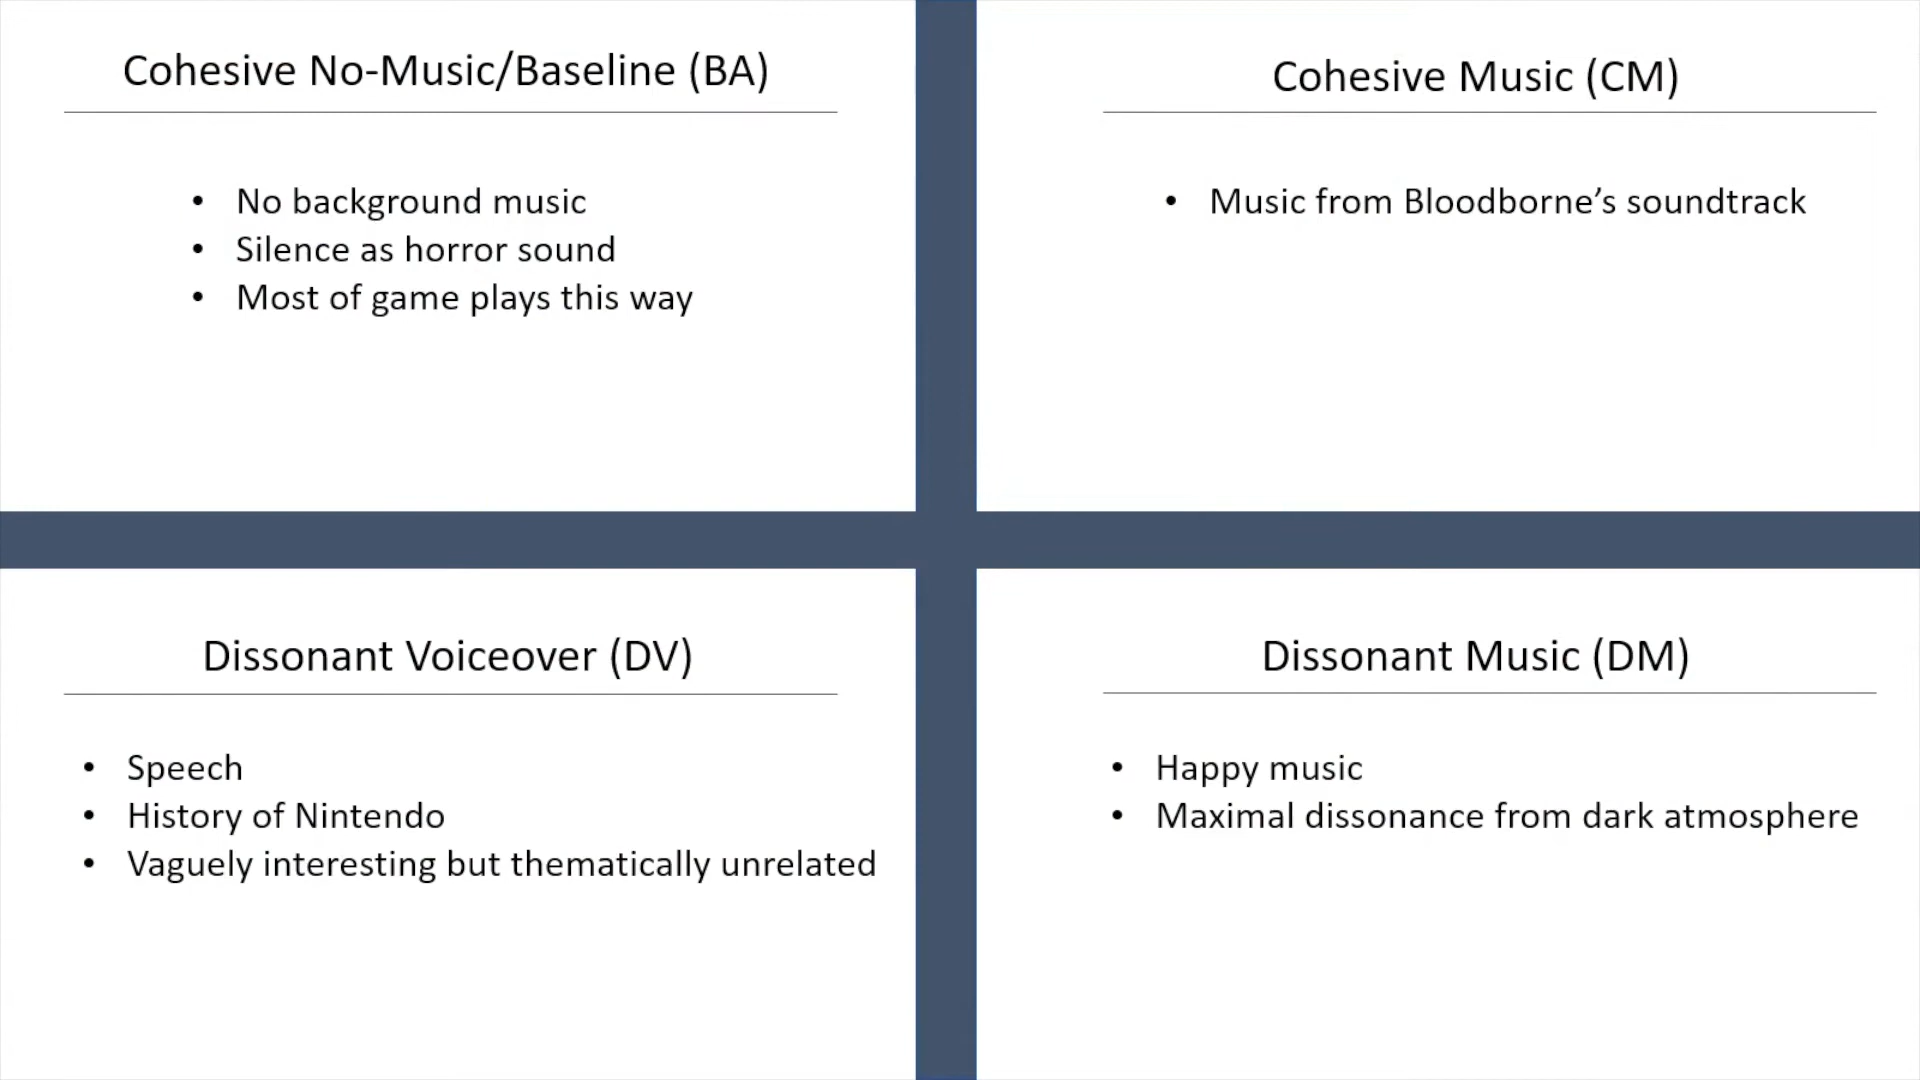 Cohesive No-Music/Baseline (BA)
• No background music
• Silence as horror sound
• Most of game plays this way
Cohesive Music (CM)
• Music from Bloodborne’s soundtrack
Dissonant Voiceover (DV)
• Speech
• History of Nintendo
• Vaguely interesting but thematically unrelated
Dissonant Music (DM)
• Happy music
• Maximal dissonance from dark atmosphere